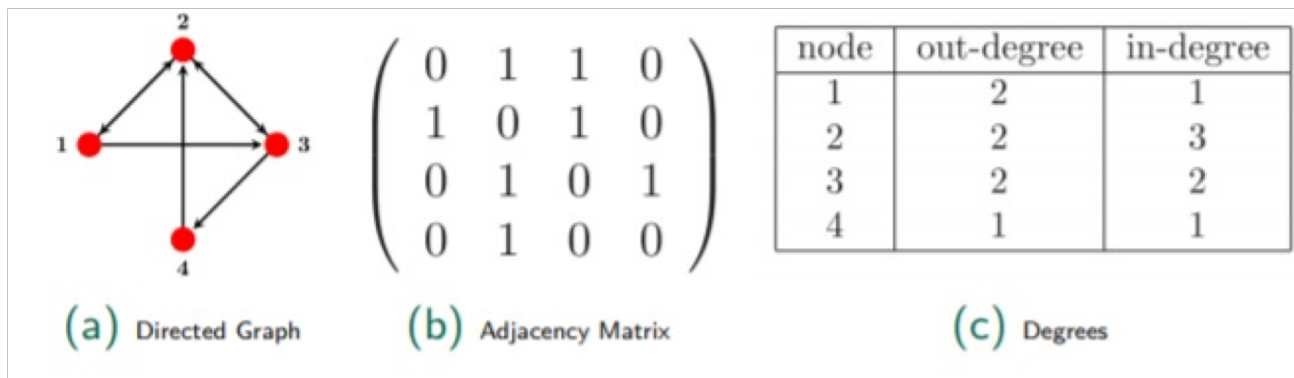 2
1
3
4
0 1 1 0
1 0 1 0
0 1 0 1
0 1 0 0
node out-degree in-degree
1 2 1
2 2 3
3 2 2
4 1 1
(a) Directed Graph
(b) Adjacency Matrix
(c) Degrees